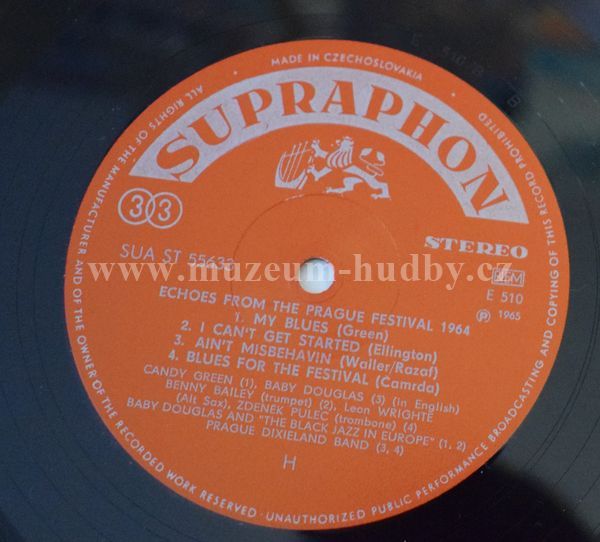 ALL RIGHTS OF THE MANUFACTURER AND OF THE OWNER OF THE RECORDED WORK RESERVED · UNAUTHORIZED PUBLIC PERFORMANCE BROADCASTING AND COPYING OF THIS RECORD PROHIBITED
· MADE IN CZECHOSLOVAKIA ·
SUPRAPHON
33
STEREO
SUA ST 55633
E 510
℗ 1965
www.muzeum-hudby.cz
ECHOES FROM THE PRAGUE FESTIVAL 1964
1. MY BLUES (Green)
2. I CAN'T GET STARTED (Ellington)
3. AIN'T MISBEHAVIN (Waller/Razaf)
4. BLUES FOR THE FESTIVAL (Camrda)
CANDY GREEN (1), BABY DOUGLAS (3) (in English)
BENNY BAILEY (trumpet) (2), Leon WRIGHTE
(Alt Sax), ZDENEK PULEC (trombone) (4)
BABY DOUGLAS AND "THE BLACK JAZZ IN EUROPE" (1, 2)
PRAGUE DIXIELAND BAND (3, 4)
H